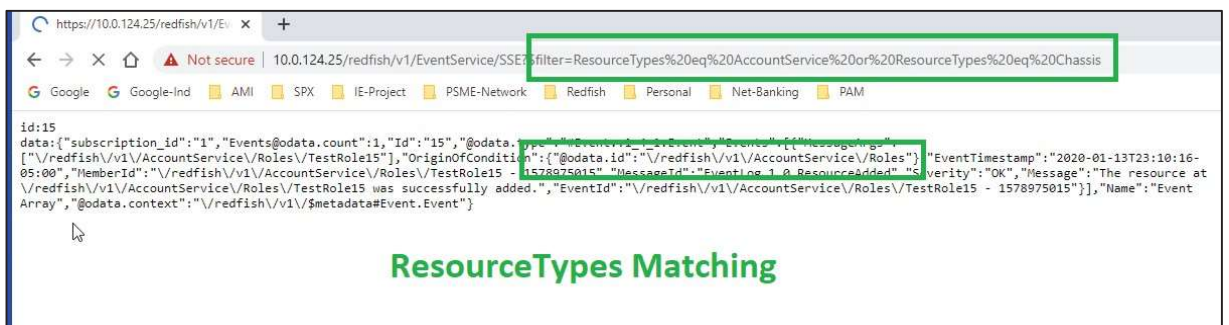 https://10.0.124.25/redfish/v1/Ev
Not secure | 10.0.124.25/redfish/v1/EventService/SSE?$filter=ResourceTypes%20eq%20AccountService%20or%20ResourceTypes%20eq%20Chassis
Google Google-Ind AMI SPX IE-Project PSME-Network Redfish Personal Net-Banking PAM
id:15
data:{"subscription_id":"1","Events@odata.count":1,"Id":"15","@odata.type":"#Event. Event","Events":[{"MessageArgs":
["\/redfish\/v1\/AccountService\/Roles\/TestRole15"],"OriginOfCondition":{"@odata.id":"\/redfish\/v1\/AccountService\/Roles"},"EventTimestamp":"2020-01-13T23:10:16-
05:00","MemberId":"\/redfish\/v1\/AccountService\/Roles\/TestRole15 - 1578975015","MessageId":"EventLog.1.0.ResourceAdded","Severity":"OK","Message":"The resource at
\/redfish\/v1\/AccountService\/Roles\/TestRole15 was successfully added.","EventId":"\/redfish\/v1\/AccountService\/Roles\/TestRole15 - 1578975015"}],"Name":"Event
Array","@odata.context":"\/redfish\/v1\/$metadata#Event.Event"}
ResourceTypes Matching